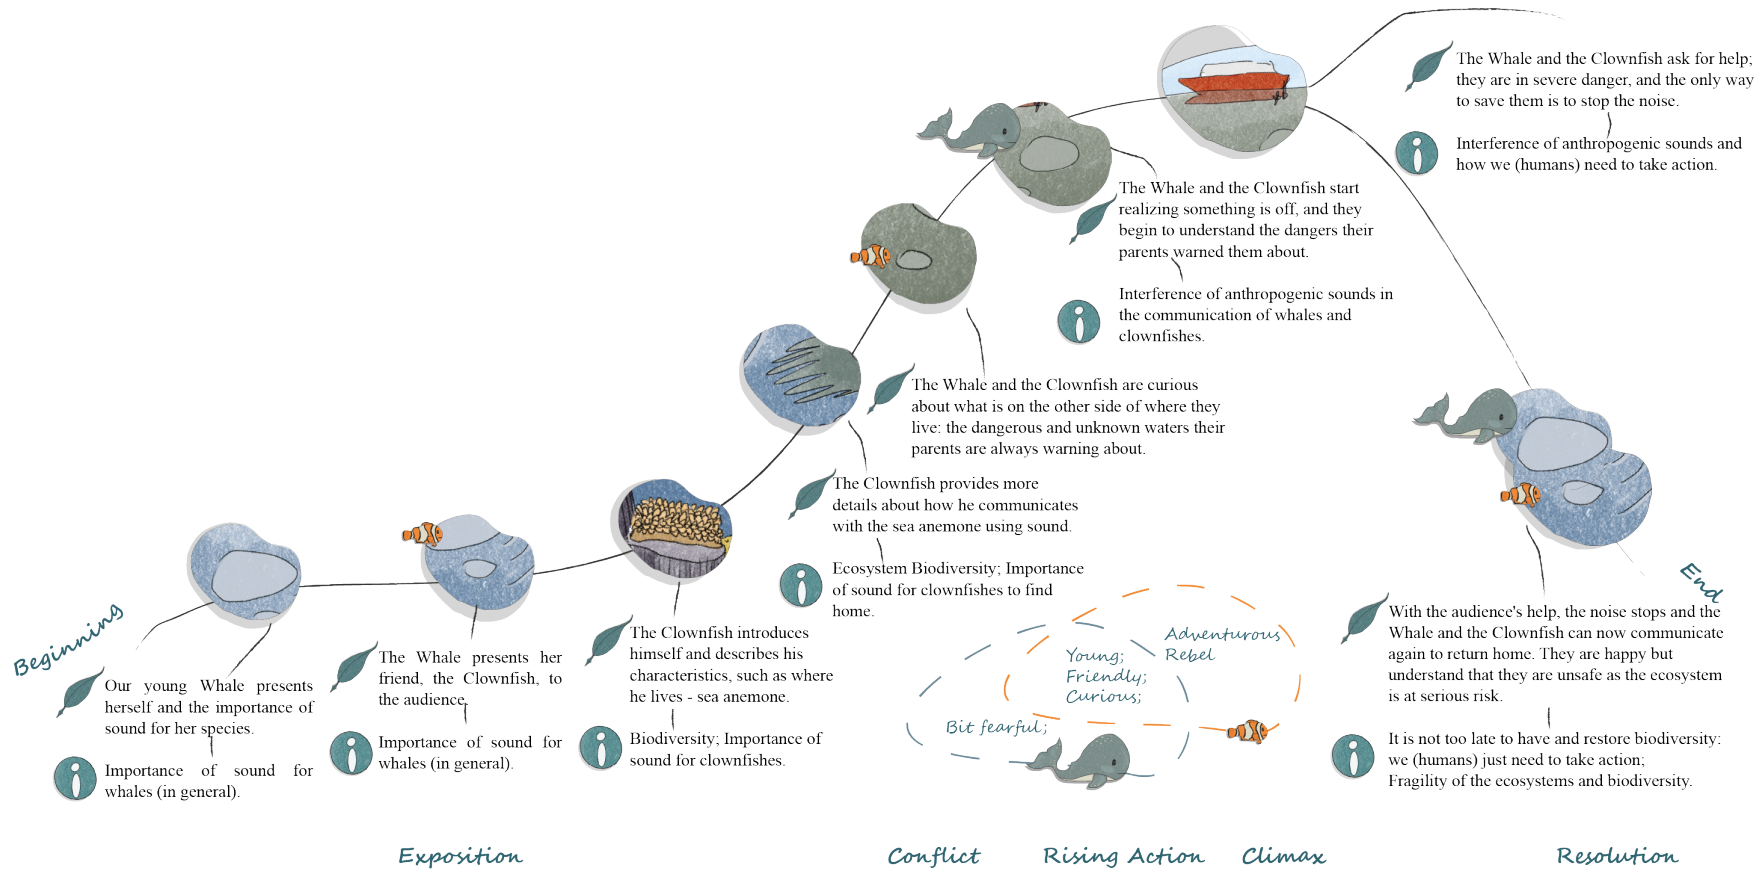 Beginning
Our young Whale presents
herself and the importance of
sound for her species.
Importance of sound for
whales (in general).
The Whale presents her
friend, the Clownfish, to
the audience.
Importance of sound for
whales (in general).
The Clownfish introduces
himself and describes his
characteristics, such as where
he lives - sea anemone.
Biodiversity; Importance of
sound for clownfishes.
The Clownfish provides more
details about how he communicates
with the sea anemone using sound.
Ecosystem Biodiversity; Importance
of sound for clownfishes to find
home.
The Whale and the Clownfish are curious
about what is on the other side of where they
live: the dangerous and unknown waters their
parents are always warning about.
The Whale and the Clownfish start
realizing something is off, and they
begin to understand the dangers their
parents warned them about.
Interference of anthropogenic sounds in
the communication of whales and
clownfishes.
The Whale and the Clownfish ask for help;
they are in severe danger, and the only way
to save them is to stop the noise.
Interference of anthropogenic sounds and
how we (humans) need to take action.
End
With the audience's help, the noise stops and the
Whale and the Clownfish can now communicate
again to return home. They are happy but
understand that they are unsafe as the ecosystem
is at serious risk.
It is not too late to have and restore biodiversity:
we (humans) just need to take action;
Fragility of the ecosystems and biodiversity.
Adventurous
Rebel
Young;
Friendly;
Curious;
Bit fearful;
Exposition
Conflict
Rising Action
Climax
Resolution